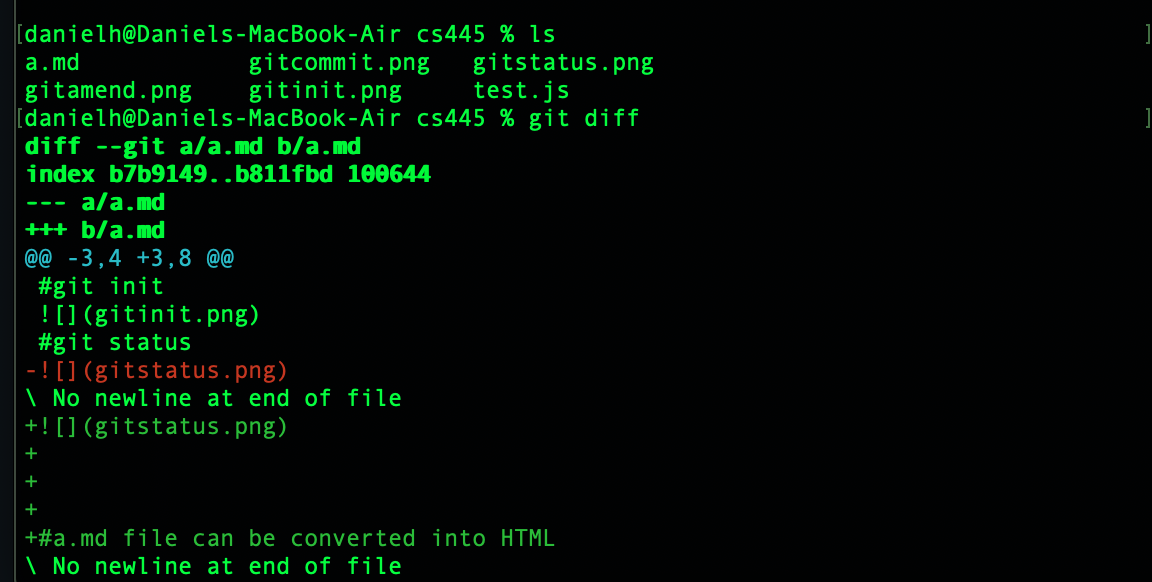 [danielh@Daniels-MacBook-Air cs445 % ls ]
a.md gitcommit.png gitstatus.png
gitamend.png gitinit.png test.js
[danielh@Daniels-MacBook-Air cs445 % git diff ]
diff --git a/a.md b/a.md
index b7b9149..b811fbd 100644
--- a/a.md
+++ b/a.md
@@ -3,4 +3,8 @@
 #git init
 ![](gitinit.png)
 #git status
-![](gitstatus.png)
\ No newline at end of file
+![](gitstatus.png)
+
+
+
+#a.md file can be converted into HTML
\ No newline at end of file